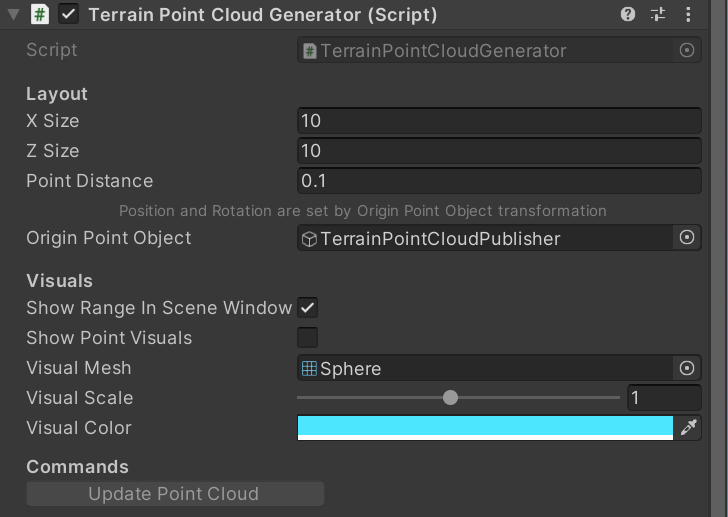 # Terrain Point Cloud Generator (Script)
Script # TerrainPointCloudGenerator
Layout
X Size 10
Z Size 10
Point Distance 0.1
Position and Rotation are set by Origin Point Object transformation
Origin Point Object TerrainPointCloudPublisher
Visuals
Show Range In Scene Window
Show Point Visuals
Visual Mesh Sphere
Visual Scale 1
Visual Color
Commands
Update Point Cloud